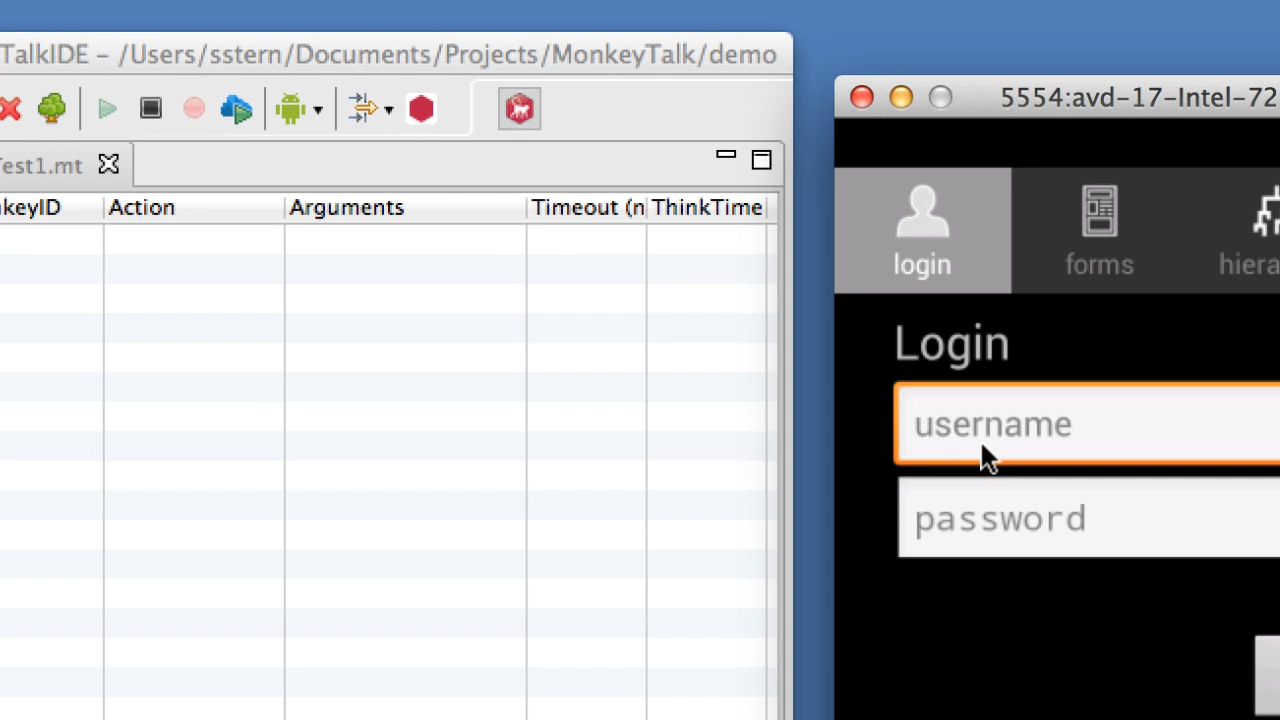 TalkIDE – /Users/sstern/Documents/Projects/MonkeyTalk/demo
est1.mt
keyID Action Arguments Timeout (n ThinkTime
5554:avd-17-Intel-72
login forms hiera
Login
username
password